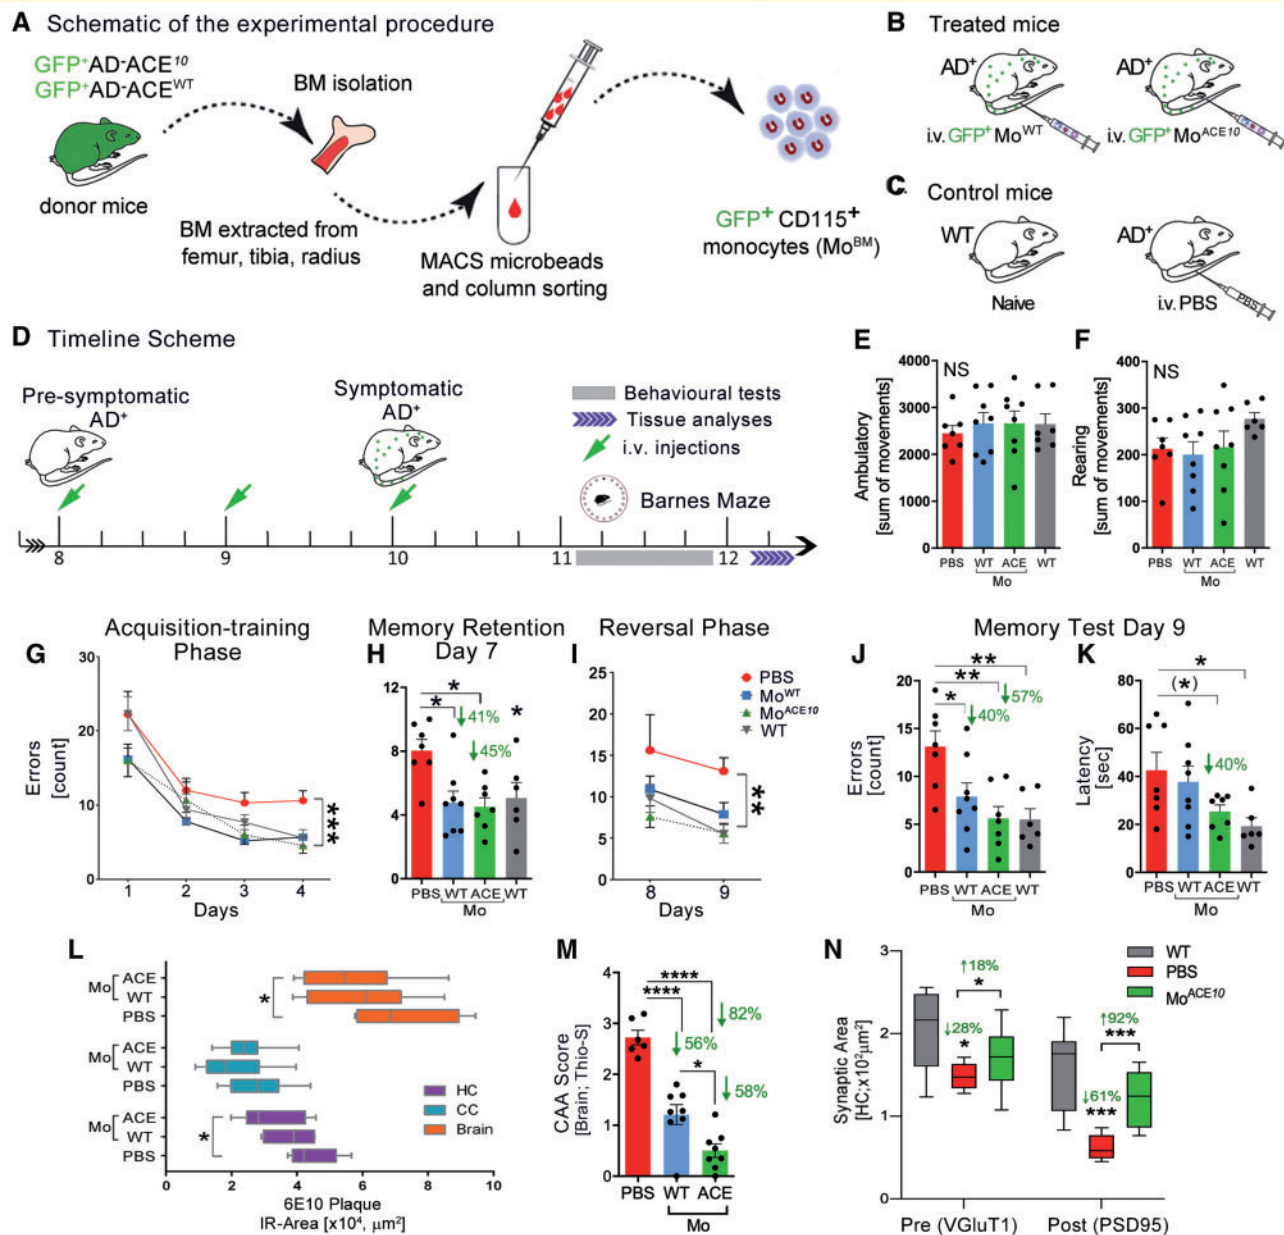 A Schematic of the experimental procedure
GFP⁺AD⁻ACE¹⁰
GFP⁺AD⁻ACEᵂᵀ
donor mice
BM isolation
BM extracted from
femur, tibia, radius
MACS microbeads
and column sorting
GFP⁺ CD115⁺
monocytes (Moᴮᴹ)
B Treated mice
AD⁺
i.v. GFP⁺ Moᵂᵀ
AD⁺
i.v. GFP⁺ Moᴬᶜᴱ¹⁰
C. Control mice
WT
Naive
AD⁺
PBS
i.v. PBS
D Timeline Scheme
Pre-symptomatic
AD⁺
Symptomatic
AD⁺
Behavioural tests
Tissue analyses
i.v. injections
Barnes Maze
8 9 10 11 12
E
NS
Ambulatory
[sum of movements]
4000
3000
2000
1000
0
PBS WT ACE WT
Mo
F
NS
Rearing
[sum of movements]
400
300
200
100
0
PBS WT ACE WT
Mo
G Acquisition-training
Phase
Errors
[count]
30
20
10
0
***
1 2 3 4
Days
H Memory Retention
Day 7
12
8
4
0
* * *
↓41%
↓45%
PBS WT ACE WT
Mo
I Reversal Phase
25
20
15
10
5
0
**
8 9
Days
PBS
Moᵂᵀ
Moᴬᶜᴱ¹⁰
WT
Memory Test Day 9
J
Errors
[count]
20
15
10
5
0
**
**
*
↓57%
↓40%
PBS WT ACE WT
Mo
K
Latency
[sec]
80
60
40
20
0
*
(*)
↓40%
PBS WT ACE WT
Mo
L
Mo ACE
WT
PBS
*
Mo ACE
WT
PBS
Mo ACE
WT
PBS
*
HC
CC
Brain
0 2 4 6 8 10
6E10 Plaque
IR-Area [x10⁴, μm²]
M
CAA Score
[Brain; Thio-S]
4
3
2
1
0
****
****
*
↓82%
↓56%
↓58%
PBS WT ACE
Mo
N
Synaptic Area
[HC;x10²μm²]
3
2
1
0
↑18%
*
↓28%
*
↑92%
***
↓61%
***
WT
PBS
Moᴬᶜᴱ¹⁰
Pre (VGluT1) Post (PSD95)